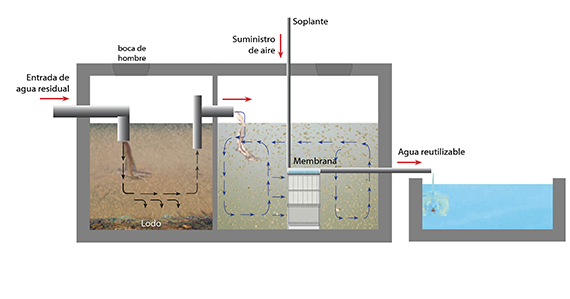 Soplante
Suministro
de aire
boca de
hombre
Entrada de
agua residual
Membrana
Agua reutilizable
Lodo